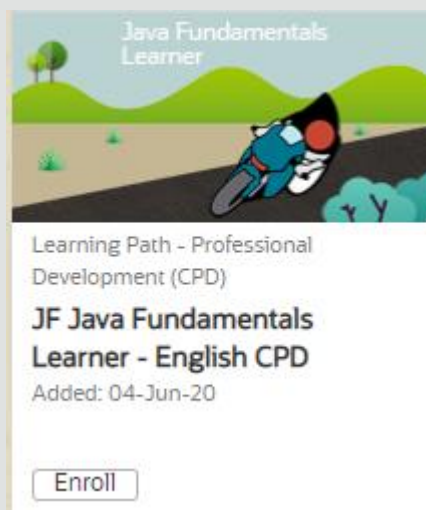 Java Fundamentals
Learner
Learning Path - Professional
Development (CPD)
JF Java Fundamentals
Learner - English CPD
Added: 04-Jun-20
Enroll